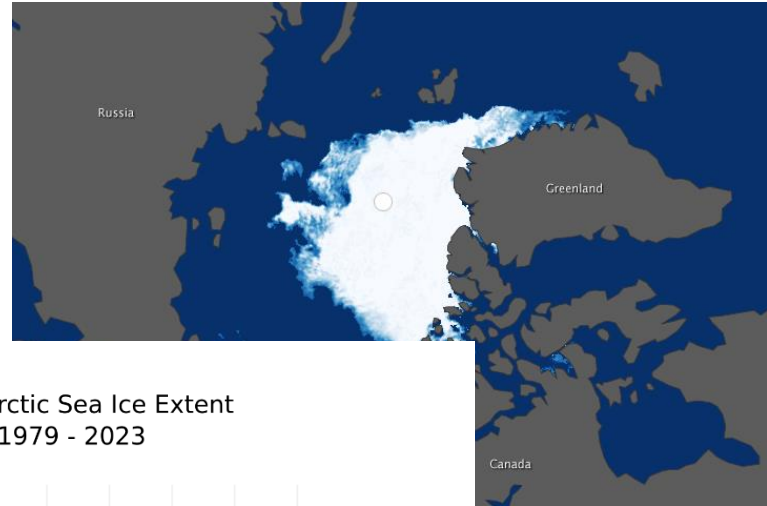 Russia
Greenland
rctic Sea Ice Extent
1979 - 2023
Canada